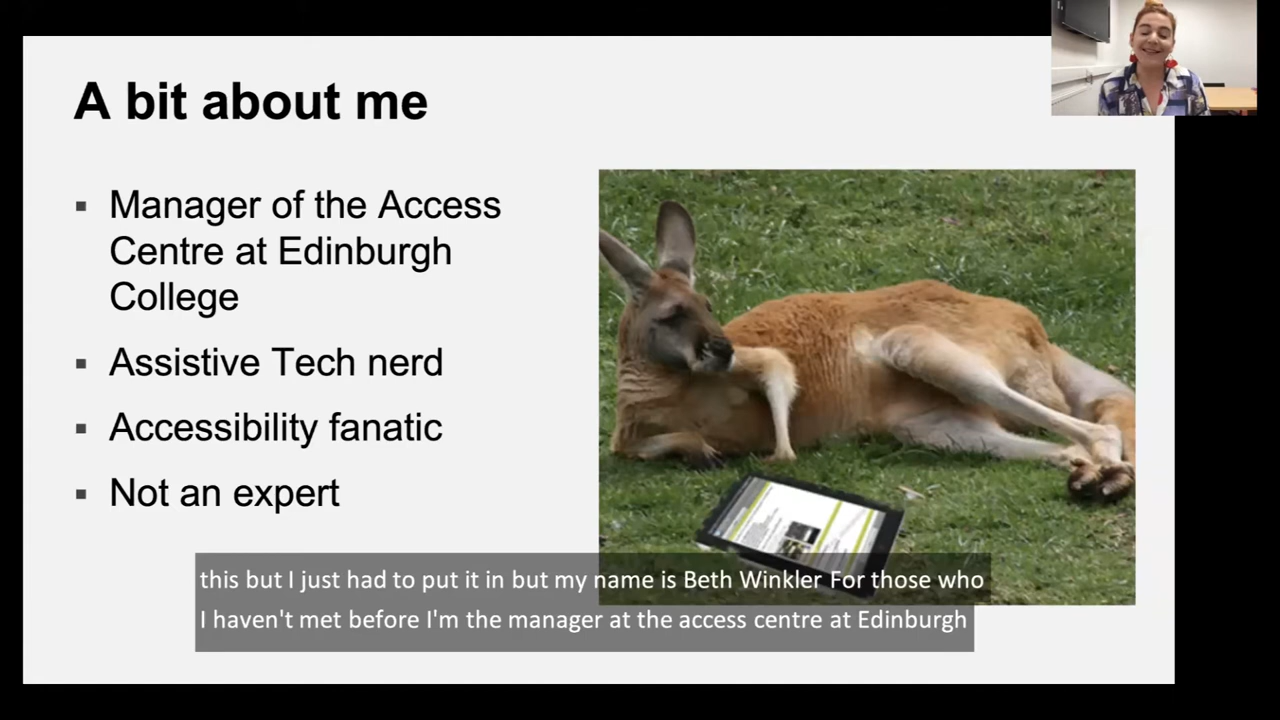 A bit about me
Manager of the Access
Centre at Edinburgh
College
Assistive Tech nerd
Accessibility fanatic
Not an expert
this but I just had to put it in but my name is Beth Winkler For those who
I haven't met before I'm the manager at the access centre at Edinburgh